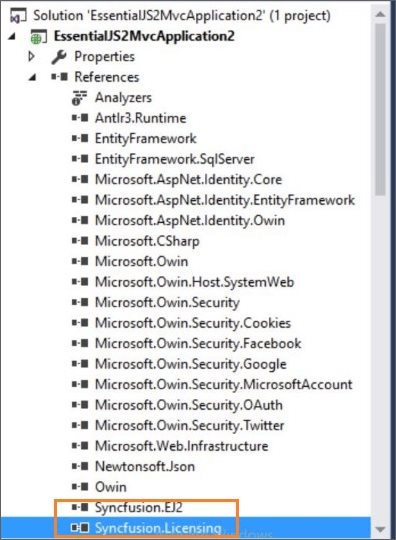 Solution 'EssentialJS2MvcApplication2' (1 project)
EssentialJS2MvcApplication2
Properties
References
Analyzers
Antlr3.Runtime
EntityFramework
EntityFramework.SqlServer
Microsoft.AspNet.Identity.Core
Microsoft.AspNet.Identity.EntityFramework
Microsoft.AspNet.Identity.Owin
Microsoft.CSharp
Microsoft.Owin
Microsoft.Owin.Host.SystemWeb
Microsoft.Owin.Security
Microsoft.Owin.Security.Cookies
Microsoft.Owin.Security.Facebook
Microsoft.Owin.Security.Google
Microsoft.Owin.Security.MicrosoftAccount
Microsoft.Owin.Security.OAuth
Microsoft.Owin.Security.Twitter
Microsoft.Web.Infrastructure
Newtonsoft.Json
Owin
Syncfusion.EJ2
Syncfusion.Licensing